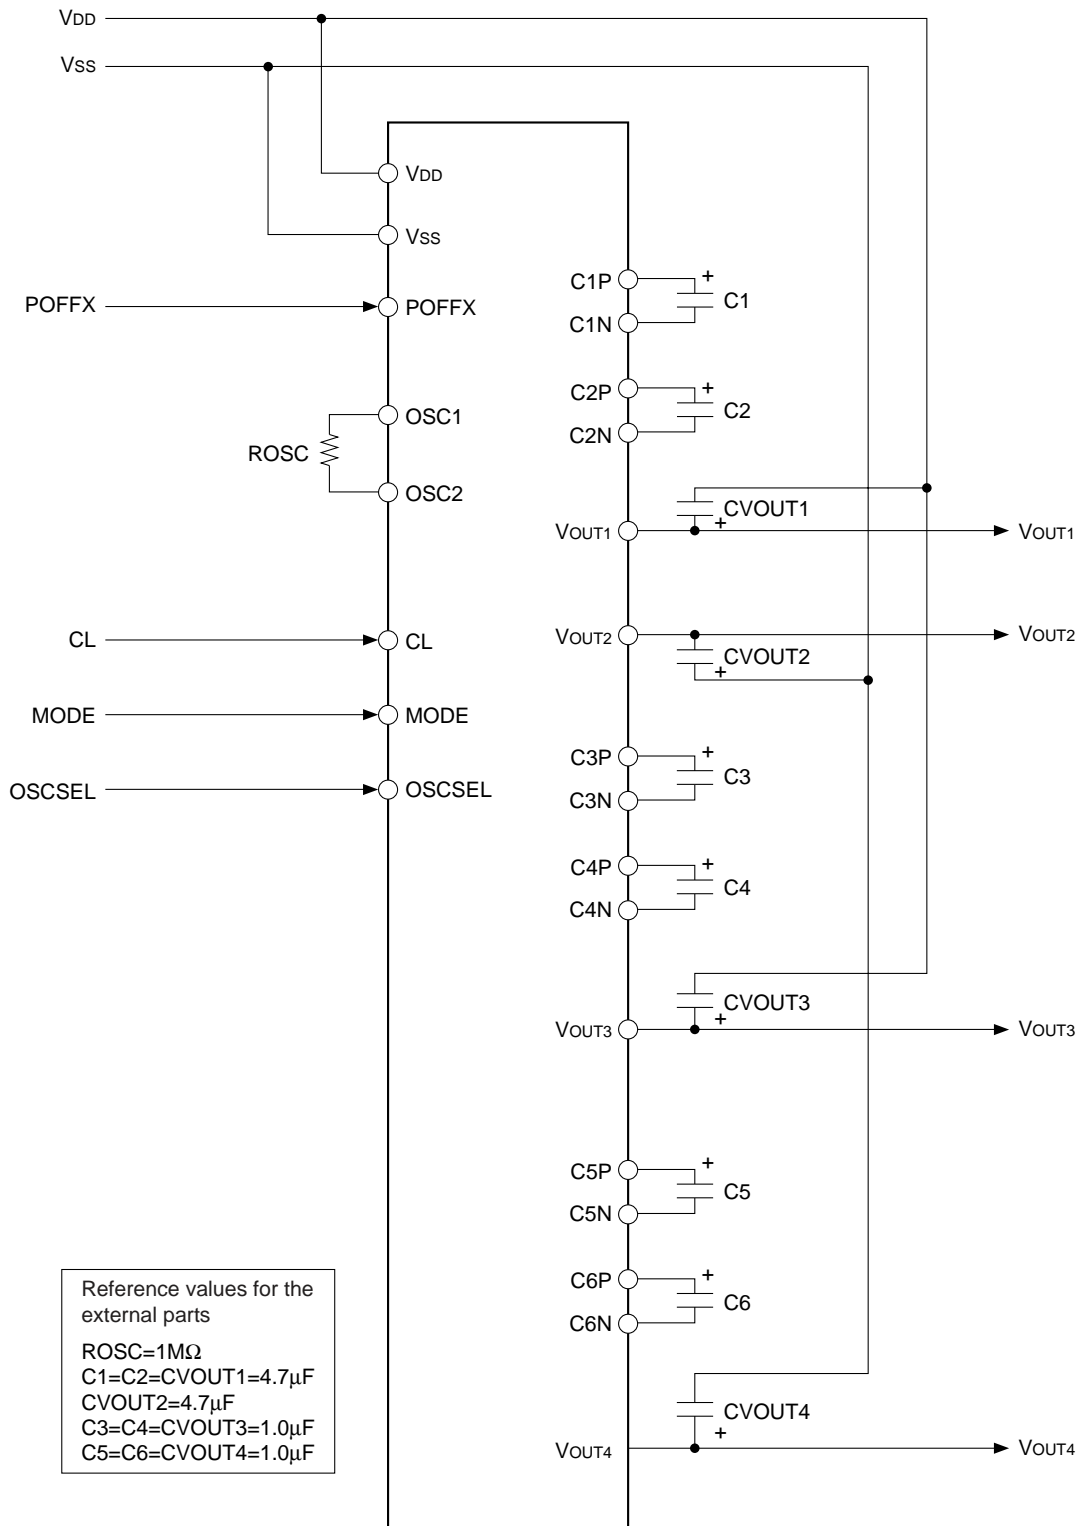 VDD
VSS
VDD
VSS
POFFX
POFFX
C1P
+
C1
C1N
C2P
+
C2
C2N
OSC1
ROSC
OSC2
CVOUT1
+
VOUT1
VOUT1
CL
CL
VOUT2
VOUT2
CVOUT2
+
MODE
MODE
C3P
+
C3
C3N
OSCSEL
OSCSEL
C4P
+
C4
C4N
CVOUT3
+
VOUT3
VOUT3
C5P
+
C5
C5N
C6P
+
C6
C6N
Reference values for the
external parts
ROSC=1MΩ
C1=C2=CVOUT1=4.7μF
CVOUT2=4.7μF
C3=C4=CVOUT3=1.0μF
C5=C6=CVOUT4=1.0μF
CVOUT4
+
VOUT4
VOUT4